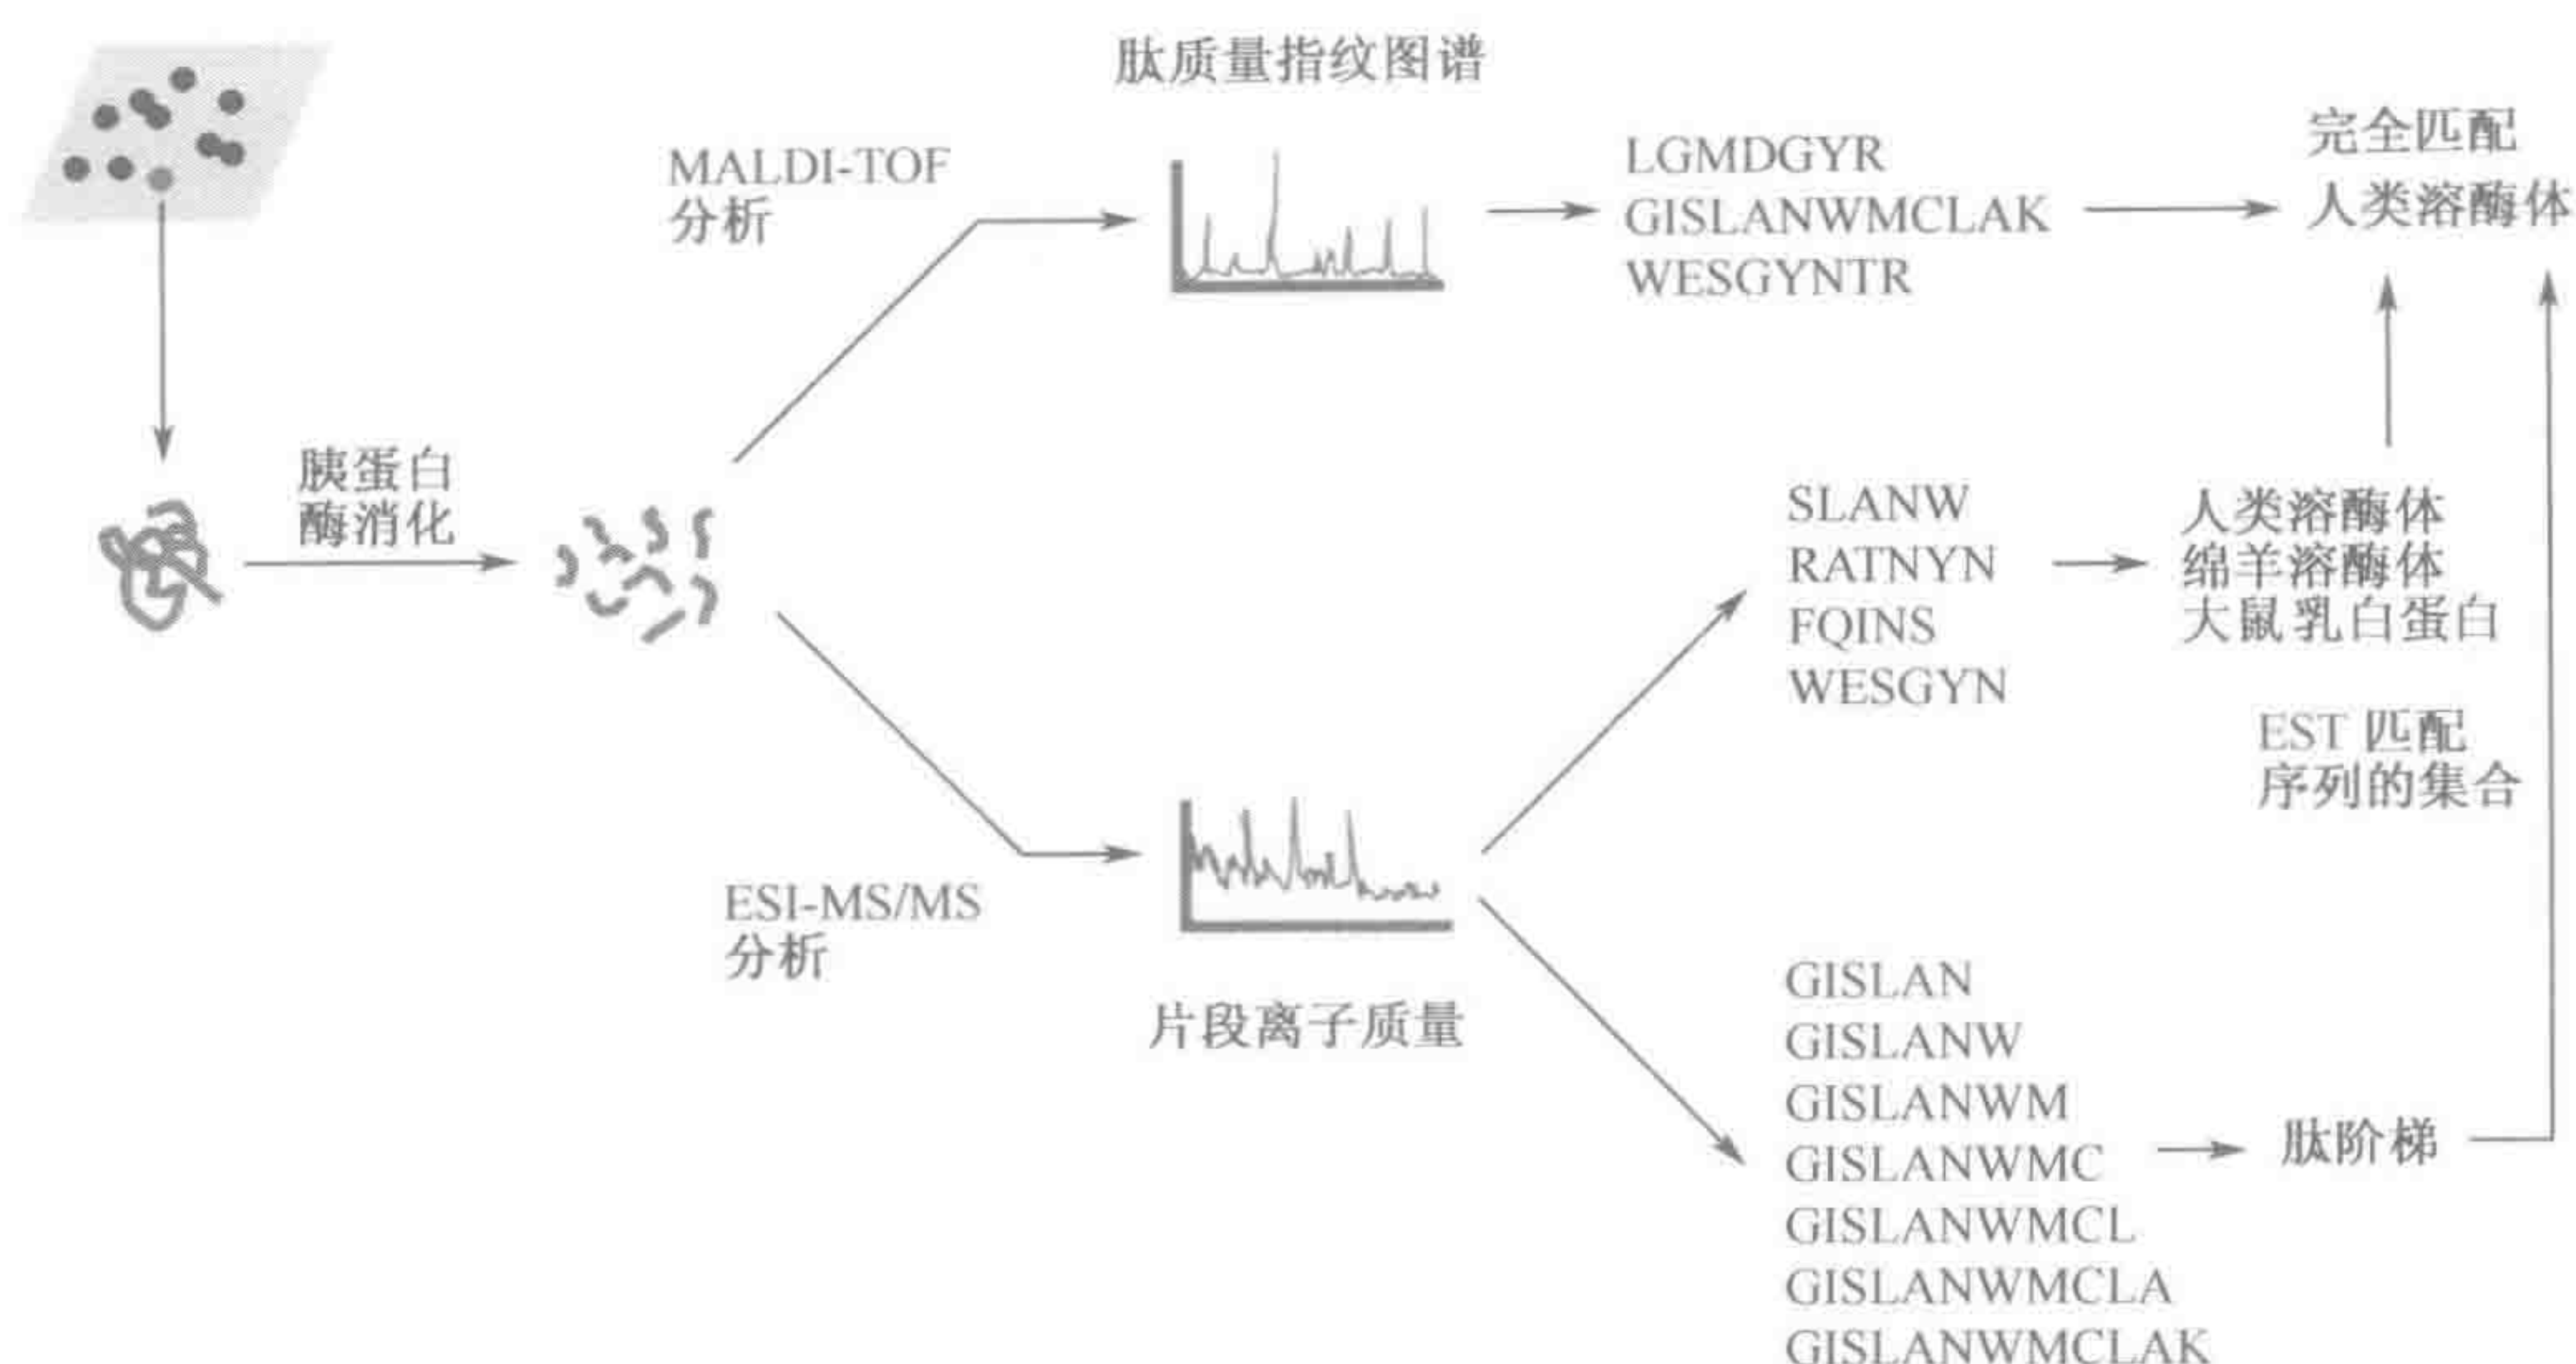 肽质量指纹图谱
MALDI-TOF
分析
LGMDGYR
GISLANWMCLAK
WESGYNTR
完全匹配
人类溶酶体
胰蛋白
酶消化
SLANW
RATNYN
FQINS
WESGYN
人类溶酶体
绵羊溶酶体
大鼠乳白蛋白
EST 匹配
序列的集合
ESI-MS/MS
分析
片段离子质量
GISLAN
GISLANW
GISLANWM
GISLANWMC
GISLANWMCL
GISLANWMCLA
GISLANWMCLAK
肽阶梯